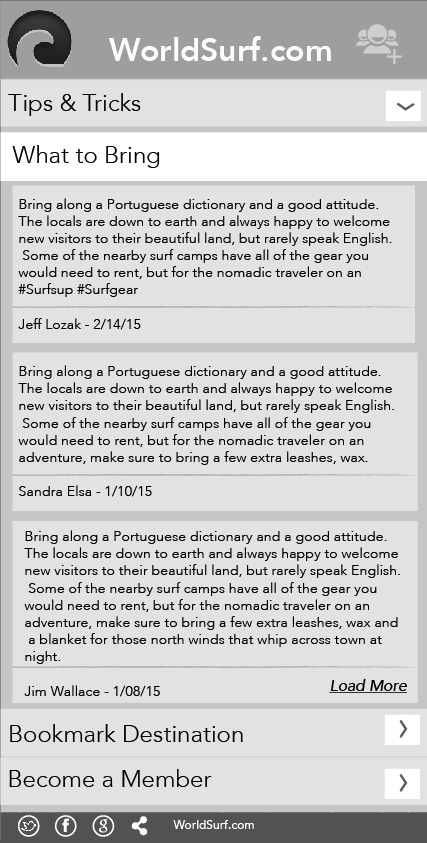 WorldSurf.com
Tips & Tricks
What to Bring
Bring along a Portuguese dictionary and a good attitude.
The locals are down to earth and always happy to welcome
new visitors to their beautiful land, but rarely speak English.
Some of the nearby surf camps have all of the gear you
would need to rent, but for the nomadic traveler on an
#Surfsup #Surfgear
Jeff Lozak - 2/14/15
Bring along a Portuguese dictionary and a good attitude.
The locals are down to earth and always happy to welcome
new visitors to their beautiful land, but rarely speak English.
Some of the nearby surf camps have all of the gear you
would need to rent, but for the nomadic traveler on an
adventure, make sure to bring a few extra leashes, wax.
Sandra Elsa - 1/10/15
Bring along a Portuguese dictionary and a good attitude.
The locals are down to earth and always happy to welcome
new visitors to their beautiful land, but rarely speak English.
Some of the nearby surf camps have all of the gear you
would need to rent, but for the nomadic traveler on an
adventure, make sure to bring a few extra leashes, wax and
a blanket for those north winds that whip across town at
night.
Jim Wallace - 1/08/15
Load More
Bookmark Destination
Become a Member
WorldSurf.com